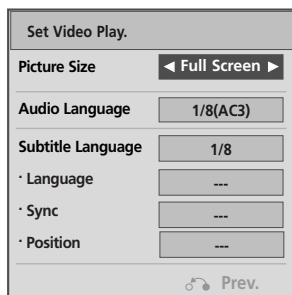 Set Video Play.
Picture Size ◀ Full Screen ▶
Audio Language 1/8(AC3)
Subtitle Language 1/8
· Language ---
· Sync ---
· Position ---
Prev.